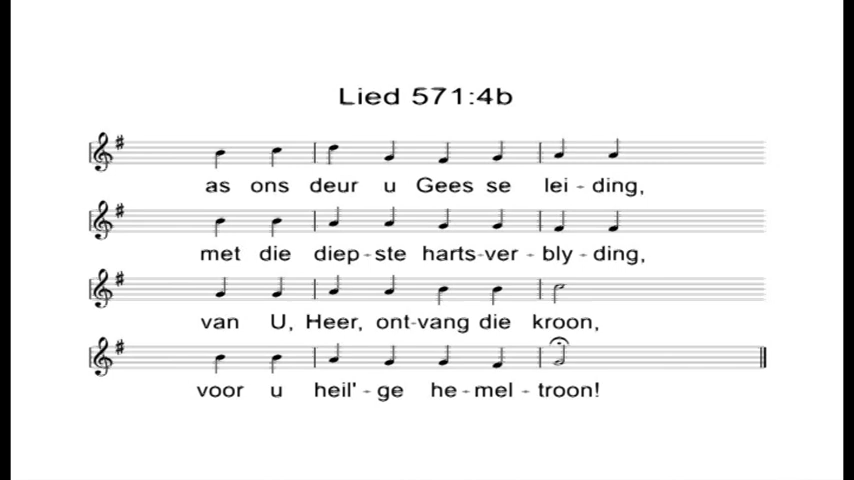 Lied 571:4b
as ons deur u Gees se lei - ding,
met die diep - ste harts - ver - bly - ding,
van U, Heer, ont - vang die kroon,
voor u heil' - ge he - mel - troon!